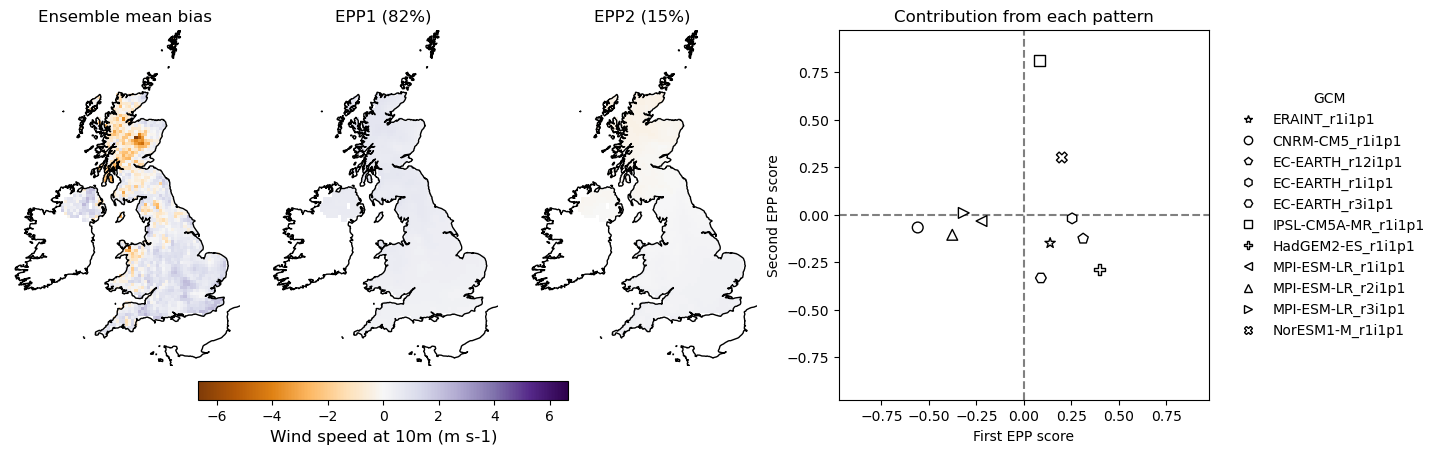 Ensemble mean bias
EPP1 (82%)
EPP2 (15%)
−6 −4 −2 0 2 4 6
Wind speed at 10m (m s-1)
Contribution from each pattern
Second EPP score
0.75
0.50
0.25
0.00
−0.25
−0.50
−0.75
−0.75 −0.50 −0.25 0.00 0.25 0.50 0.75
First EPP score
GCM
ERAINT_r1i1p1
CNRM-CM5_r1i1p1
EC-EARTH_r12i1p1
EC-EARTH_r1i1p1
EC-EARTH_r3i1p1
IPSL-CM5A-MR_r1i1p1
HadGEM2-ES_r1i1p1
MPI-ESM-LR_r1i1p1
MPI-ESM-LR_r2i1p1
MPI-ESM-LR_r3i1p1
NorESM1-M_r1i1p1